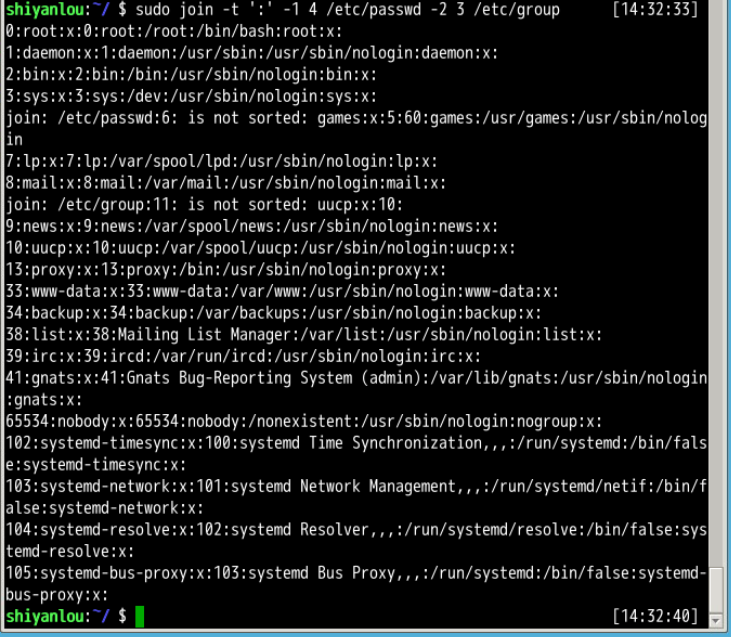 shiyanlou:~/ $ sudo join -t ':' -1 4 /etc/passwd -2 3 /etc/group [14:32:33]
0:root:x:0:root:/root:/bin/bash:root:x:
1:daemon:x:1:daemon:/usr/sbin:/usr/sbin/nologin:daemon:x:
2:bin:x:2:bin:/bin:/usr/sbin/nologin:bin:x:
3:sys:x:3:sys:/dev:/usr/sbin/nologin:sys:x:
join: /etc/passwd:6: is not sorted: games:x:5:60:games:/usr/games:/usr/sbin/nolog
in
7:lp:x:7:lp:/var/spool/lpd:/usr/sbin/nologin:lp:x:
8:mail:x:8:mail:/var/mail:/usr/sbin/nologin:mail:x:
join: /etc/group:11: is not sorted: uucp:x:10:
9:news:x:9:news:/var/spool/news:/usr/sbin/nologin:news:x:
10:uucp:x:10:uucp:/var/spool/uucp:/usr/sbin/nologin:uucp:x:
13:proxy:x:13:proxy:/bin:/usr/sbin/nologin:proxy:x:
33:www-data:x:33:www-data:/var/www:/usr/sbin/nologin:www-data:x:
34:backup:x:34:backup:/var/backups:/usr/sbin/nologin:backup:x:
38:list:x:38:Mailing List Manager:/var/list:/usr/sbin/nologin:list:x:
39:irc:x:39:ircd:/var/run/ircd:/usr/sbin/nologin:irc:x:
41:gnats:x:41:Gnats Bug-Reporting System (admin):/var/lib/gnats:/usr/sbin/nologin
:gnats:x:
65534:nobody:x:65534:nobody:/nonexistent:/usr/sbin/nologin:nogroup:x:
102:systemd-timesync:x:100:systemd Time Synchronization,,,:/run/systemd:/bin/fals
e:systemd-timesync:x:
103:systemd-network:x:101:systemd Network Management,,,:/run/systemd/netif:/bin/f
alse:systemd-network:x:
104:systemd-resolve:x:102:systemd Resolver,,,:/run/systemd/resolve:/bin/false:sys
temd-resolve:x:
105:systemd-bus-proxy:x:103:systemd Bus Proxy,,,:/run/systemd:/bin/false:systemd-
bus-proxy:x:
shiyanlou:~/ $ [14:32:40]